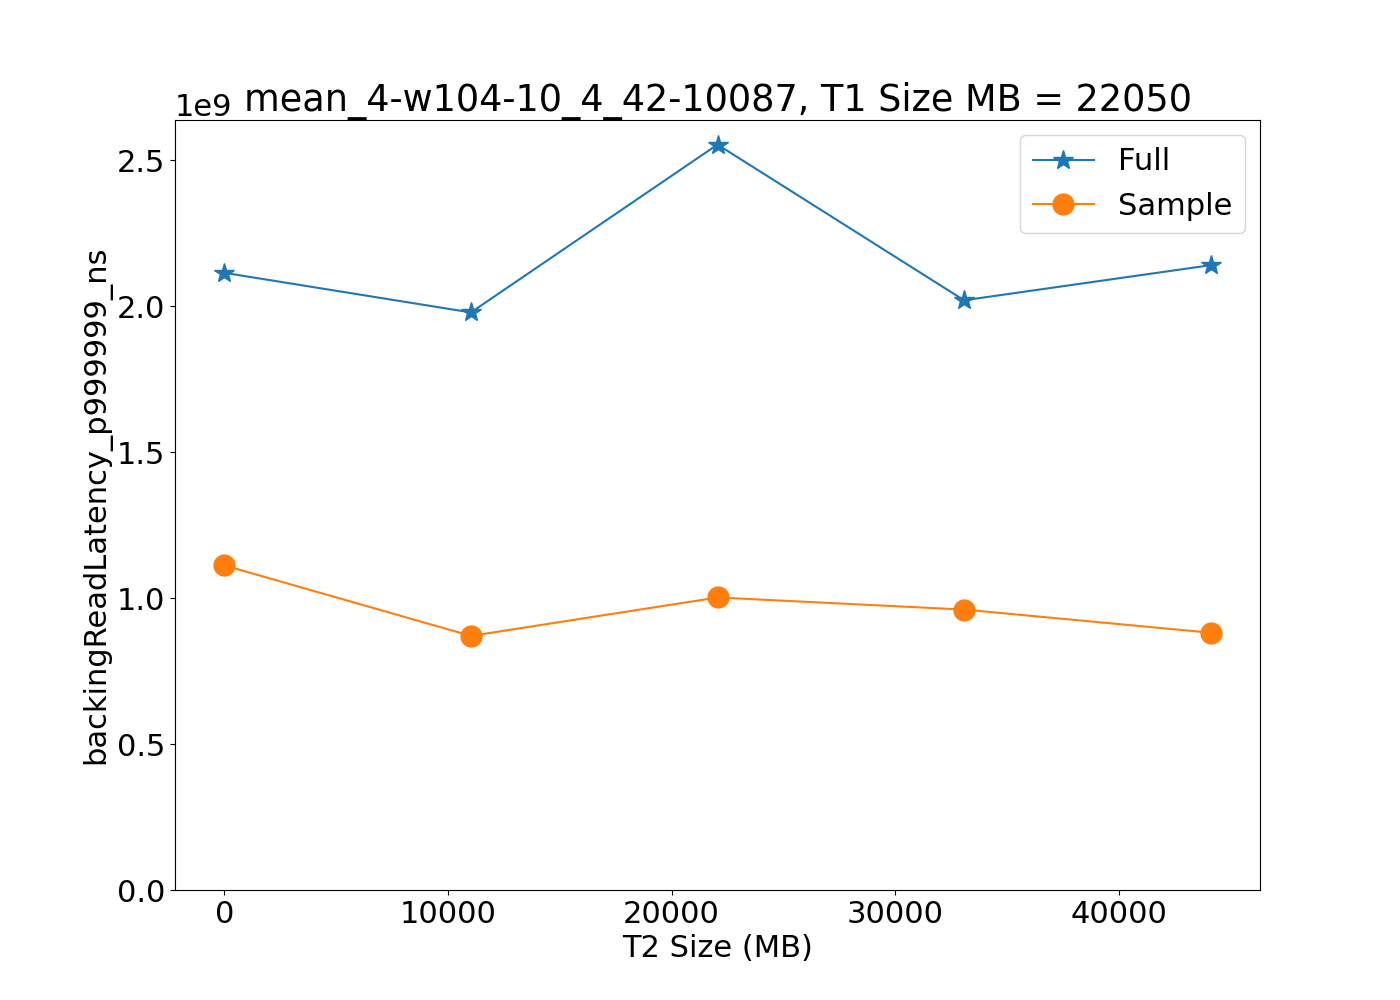 1e9
mean_4-w104-10_4_42-10087, T1 Size MB = 22050
Full
Sample
backingReadLatency_p999999_ns
2.5
2.0
1.5
1.0
0.5
0.0
0 10000 20000 30000 40000
T2 Size (MB)